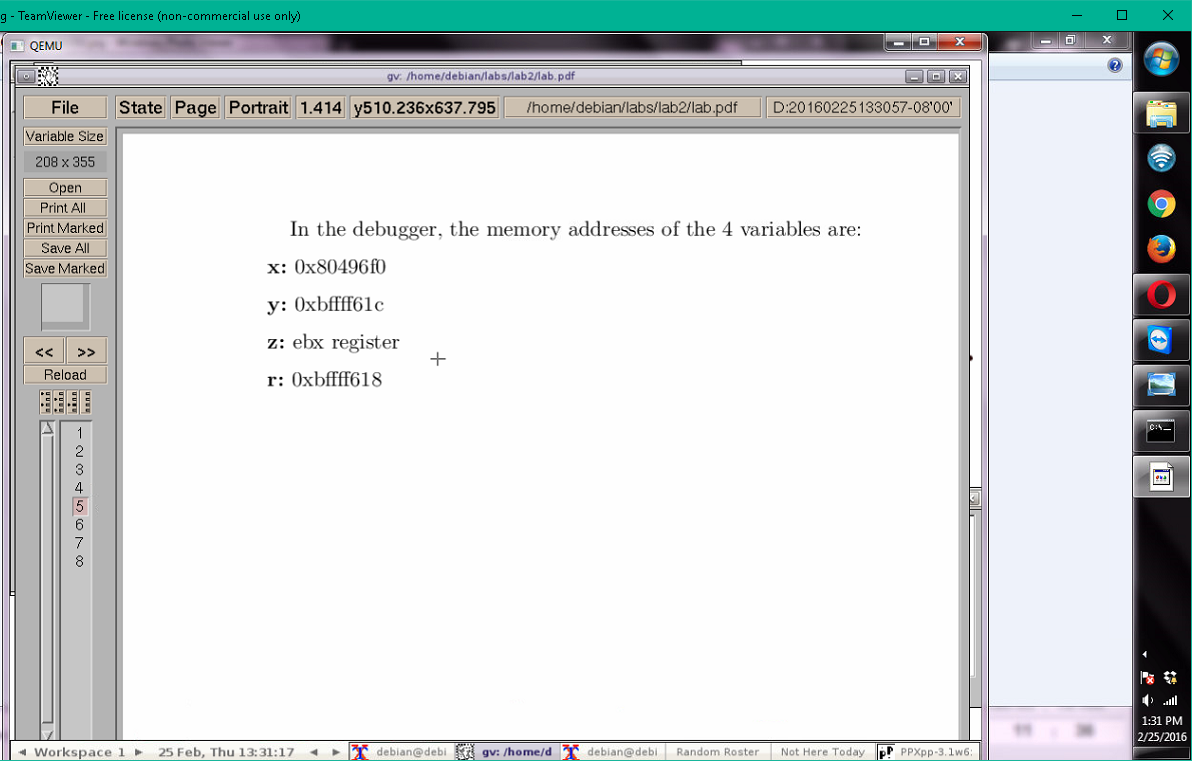 g - TeamViewer - Free license (non-commercial use only)
QEMU
gv: /home/debian/labs/lab2/lab.pdf
File State Page Portrait 1.414 y510.236x637.795 /home/debian/labs/lab2/lab.pdf D:20160225133057-08'00'
Variable Size
208 x 355
Open
Print All
Print Marked
Save All
Save Marked
<< >>
Reload
1
2
3
4
5
6
7
8
In the debugger, the memory addresses of the 4 variables are:
x: 0x80496f0
y: 0xbffff61c
z: ebx register
r: 0xbffff618
Workspace 1 25 Feb, Thu 13:31:17 debian@debi gv: /home/d debian@debi Random Roster Not Here Today PPXpp-3.1w6:
1:31 PM
2/25/2016